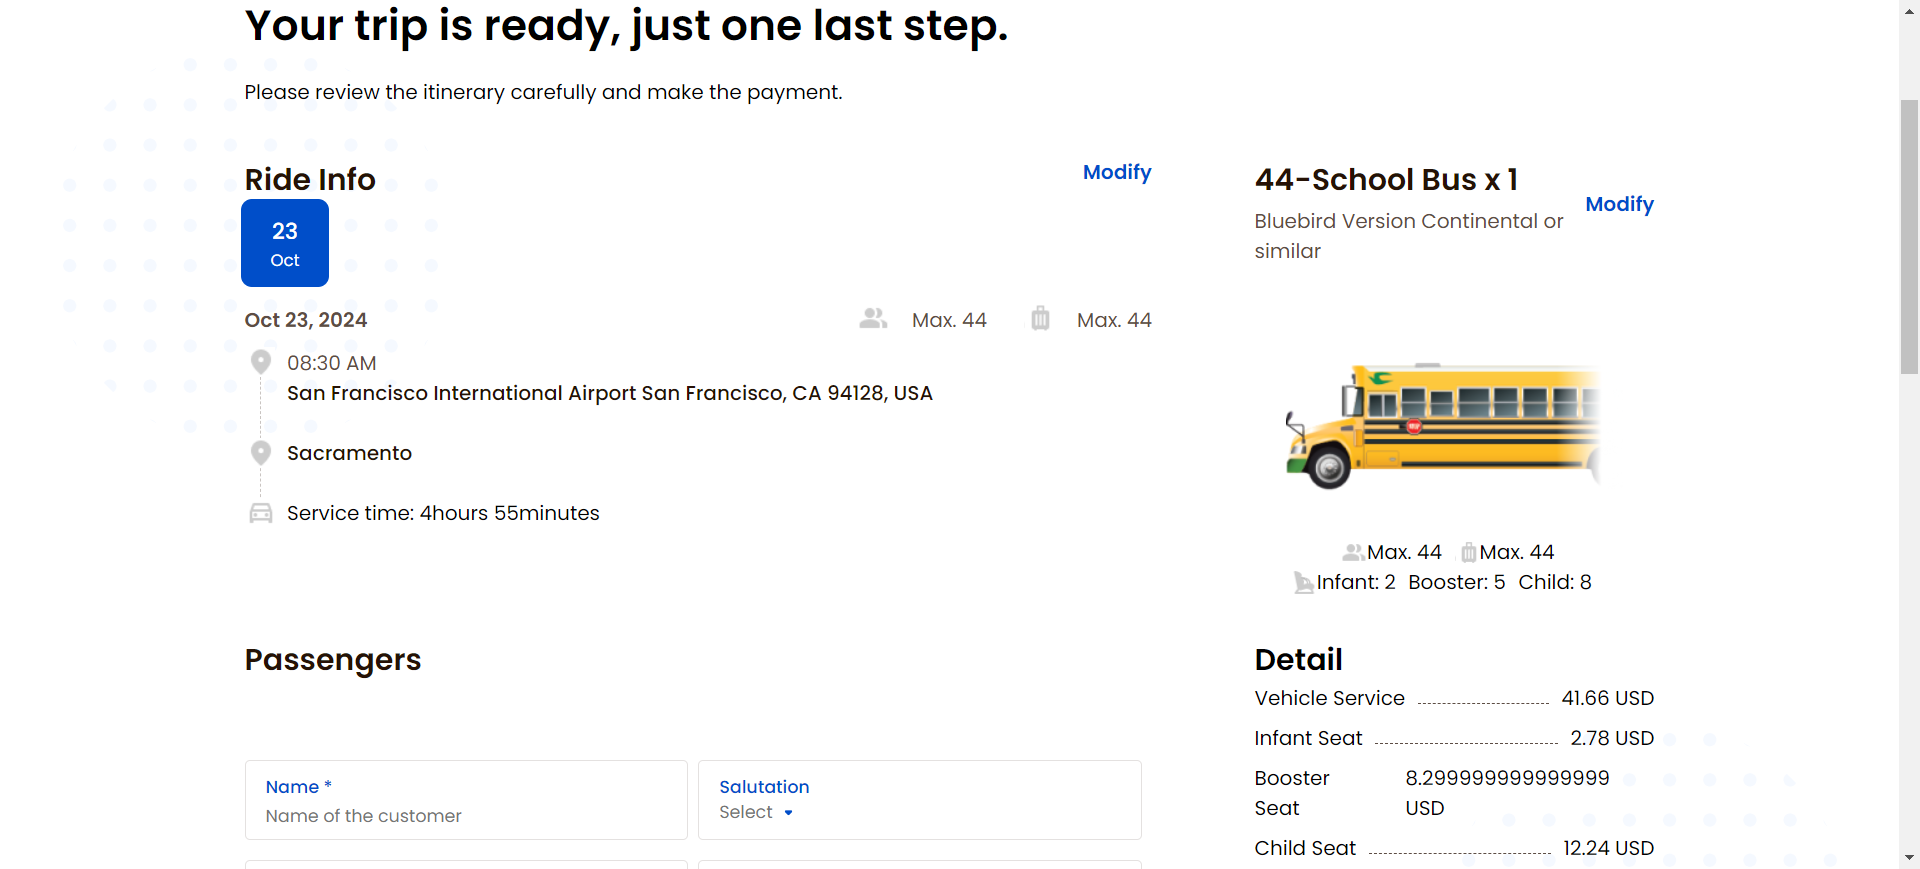 Your trip is ready, just one last step.
Please review the itinerary carefully and make the payment.
Ride Info
Modify
23
Oct
Oct 23, 2024
Max. 44
Max. 44
08:30 AM
San Francisco International Airport San Francisco, CA 94128, USA
Sacramento
Service time: 4hours 55minutes
44-School Bus x 1
Modify
Bluebird Version Continental or
similar
Max. 44 Max. 44
Infant: 2 Booster: 5 Child: 8
Passengers
Name *
Name of the customer
Salutation
Select
Detail
Vehicle Service 41.66 USD
Infant Seat 2.78 USD
Booster 8.299999999999999
Seat USD
Child Seat 12.24 USD